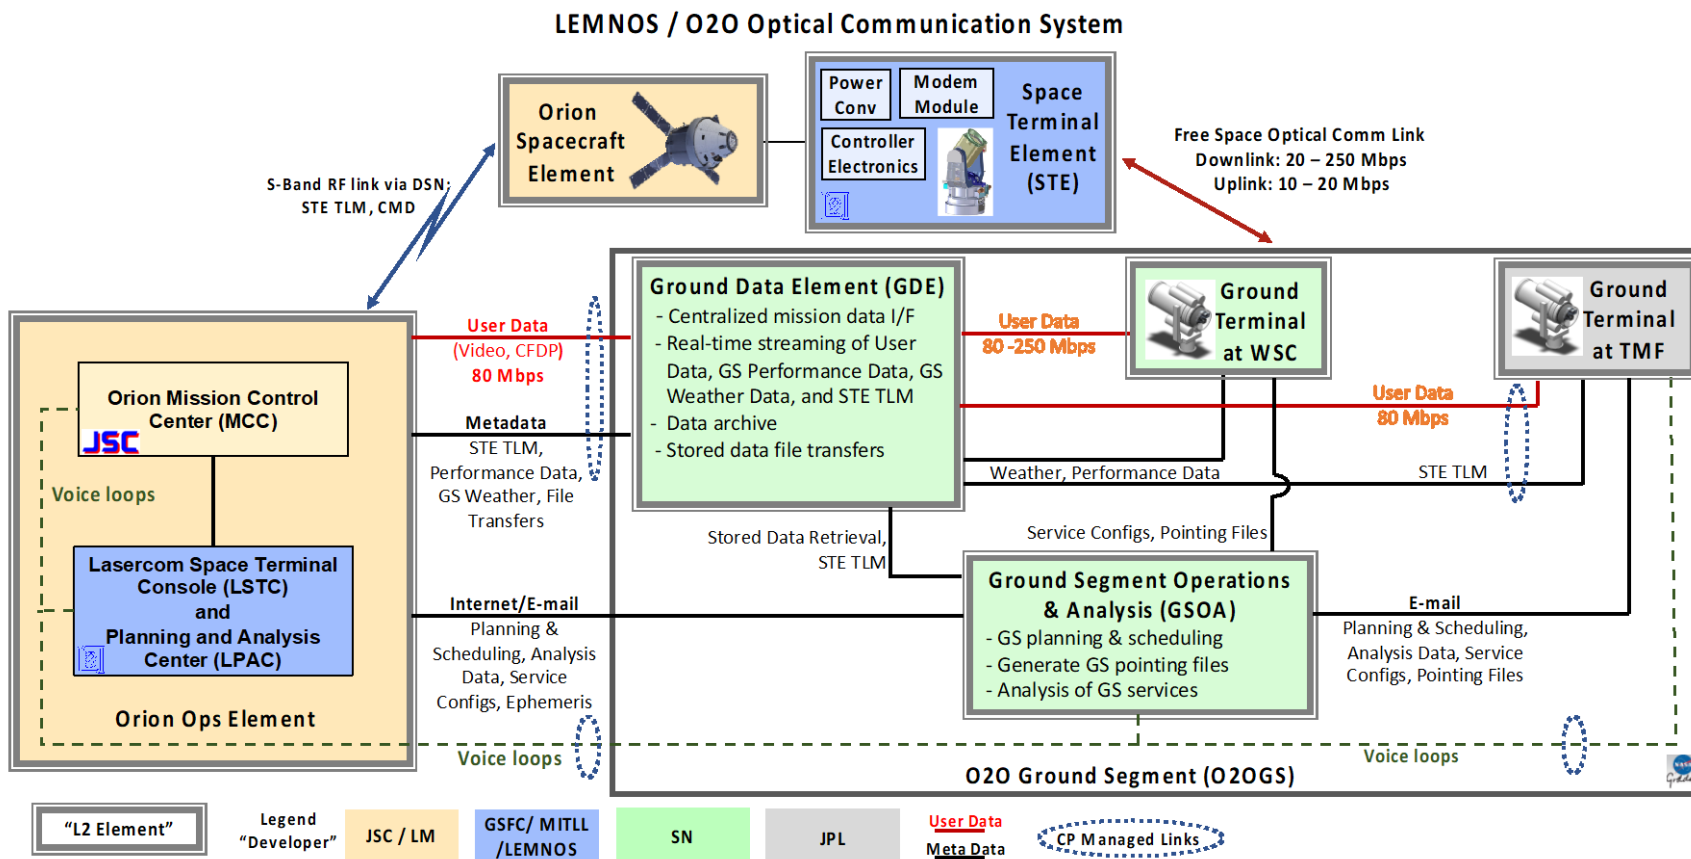 LEMNOS / O2O Optical Communication System
Orion
Spacecraft
Element
Power
Conv
Modem
Module
Controller
Electronics
Space
Terminal
Element
(STE)
Free Space Optical Comm Link
Downlink: 20 – 250 Mbps
Uplink: 10 – 20 Mbps
S-Band RF link via DSN;
STE TLM, CMD
Orion Mission Control
Center (MCC)
JSC
Voice loops
Lasercom Space Terminal
Console (LSTC)
and
Planning and Analysis
Center (LPAC)
Orion Ops Element
User Data
(Video, CFDP)
80 Mbps
Metadata
STE TLM,
Performance Data,
GS Weather, File
Transfers
Internet/E-mail
Planning &
Scheduling, Analysis
Data, Service
Configs, Ephemeris
Voice loops
Ground Data Element (GDE)
- Centralized mission data I/F
- Real-time streaming of User
Data, GS Performance Data, GS
Weather Data, and STE TLM
- Data archive
- Stored data file transfers
User Data
80 -250 Mbps
Ground
Terminal
at WSC
Ground
Terminal
at TMF
User Data
80 Mbps
Weather, Performance Data
STE TLM
Stored Data Retrieval,
STE TLM
Service Configs, Pointing Files
Ground Segment Operations
& Analysis (GSOA)
- GS planning & scheduling
- Generate GS pointing files
- Analysis of GS services
E-mail
Planning & Scheduling,
Analysis Data, Service
Configs, Pointing Files
Voice loops
O2O Ground Segment (O2OGS)
"L2 Element"
Legend
"Developer"
JSC / LM
GSFC/ MITLL
/LEMNOS
SN
JPL
User Data
Meta Data
CP Managed Links